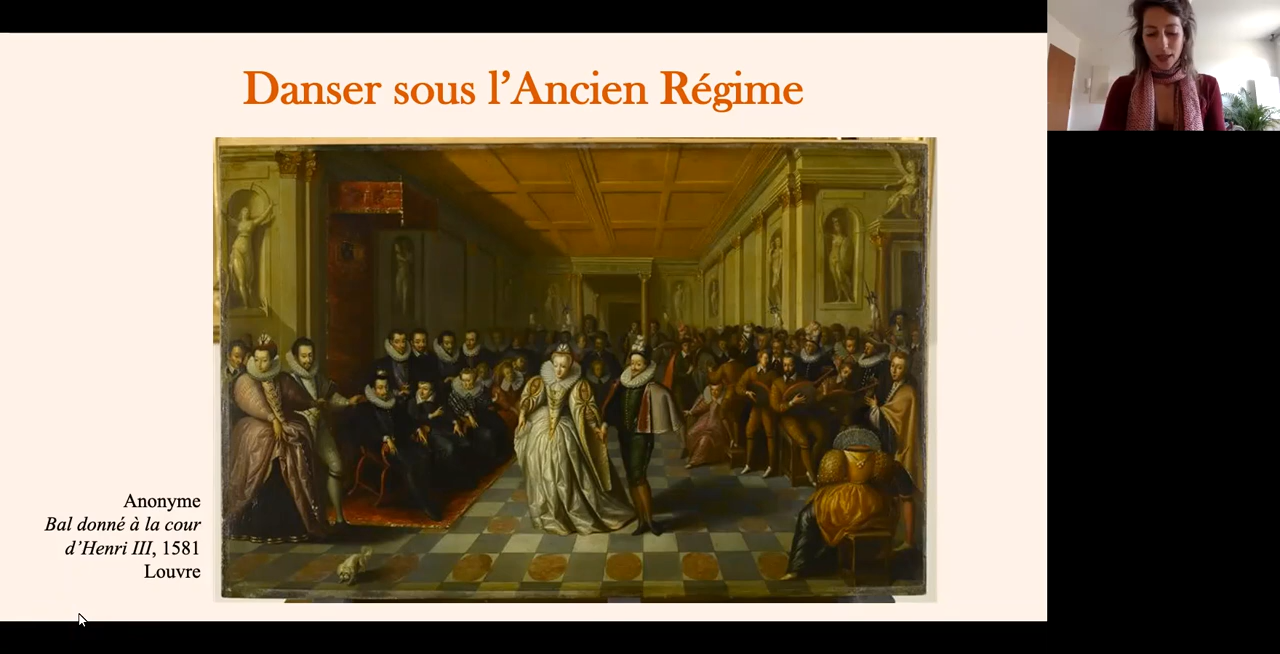 Danser sous l’Ancien Régime
Anonyme
Bal donné à la cour
d’Henri III, 1581
Louvre